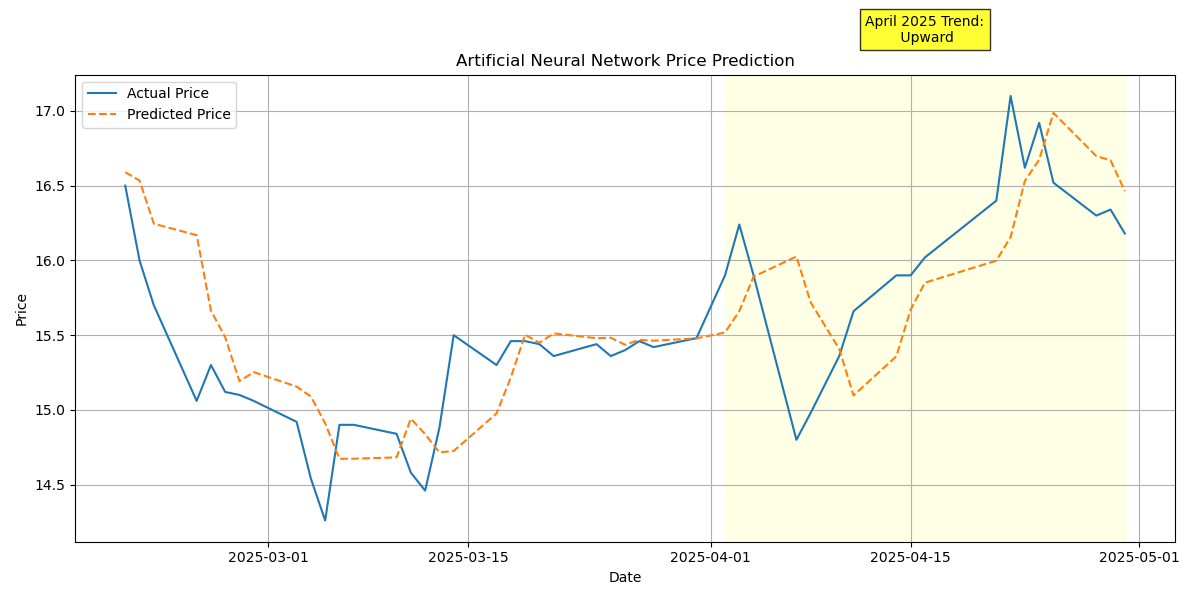 April 2025 Trend:
Upward
Artificial Neural Network Price Prediction
Actual Price
Predicted Price
17.0
16.5
16.0
15.5
15.0
14.5
Price
2025-03-01
2025-03-15
2025-04-01
2025-04-15
2025-05-01
Date